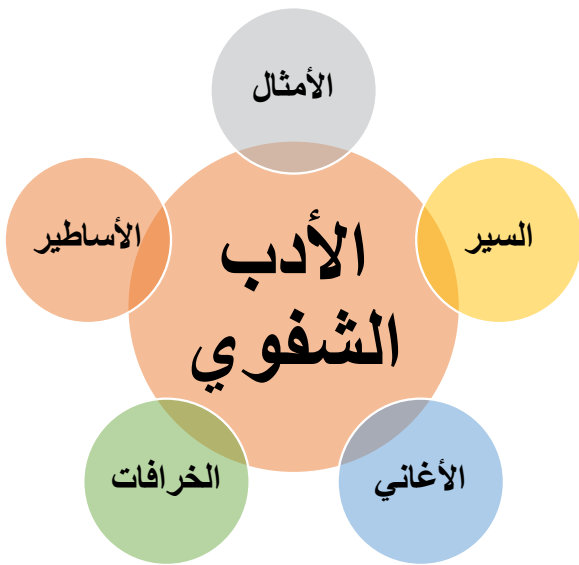 الأمثال
السير
الأساطير
الأدب
الشفوي
الأغاني
الخرافات